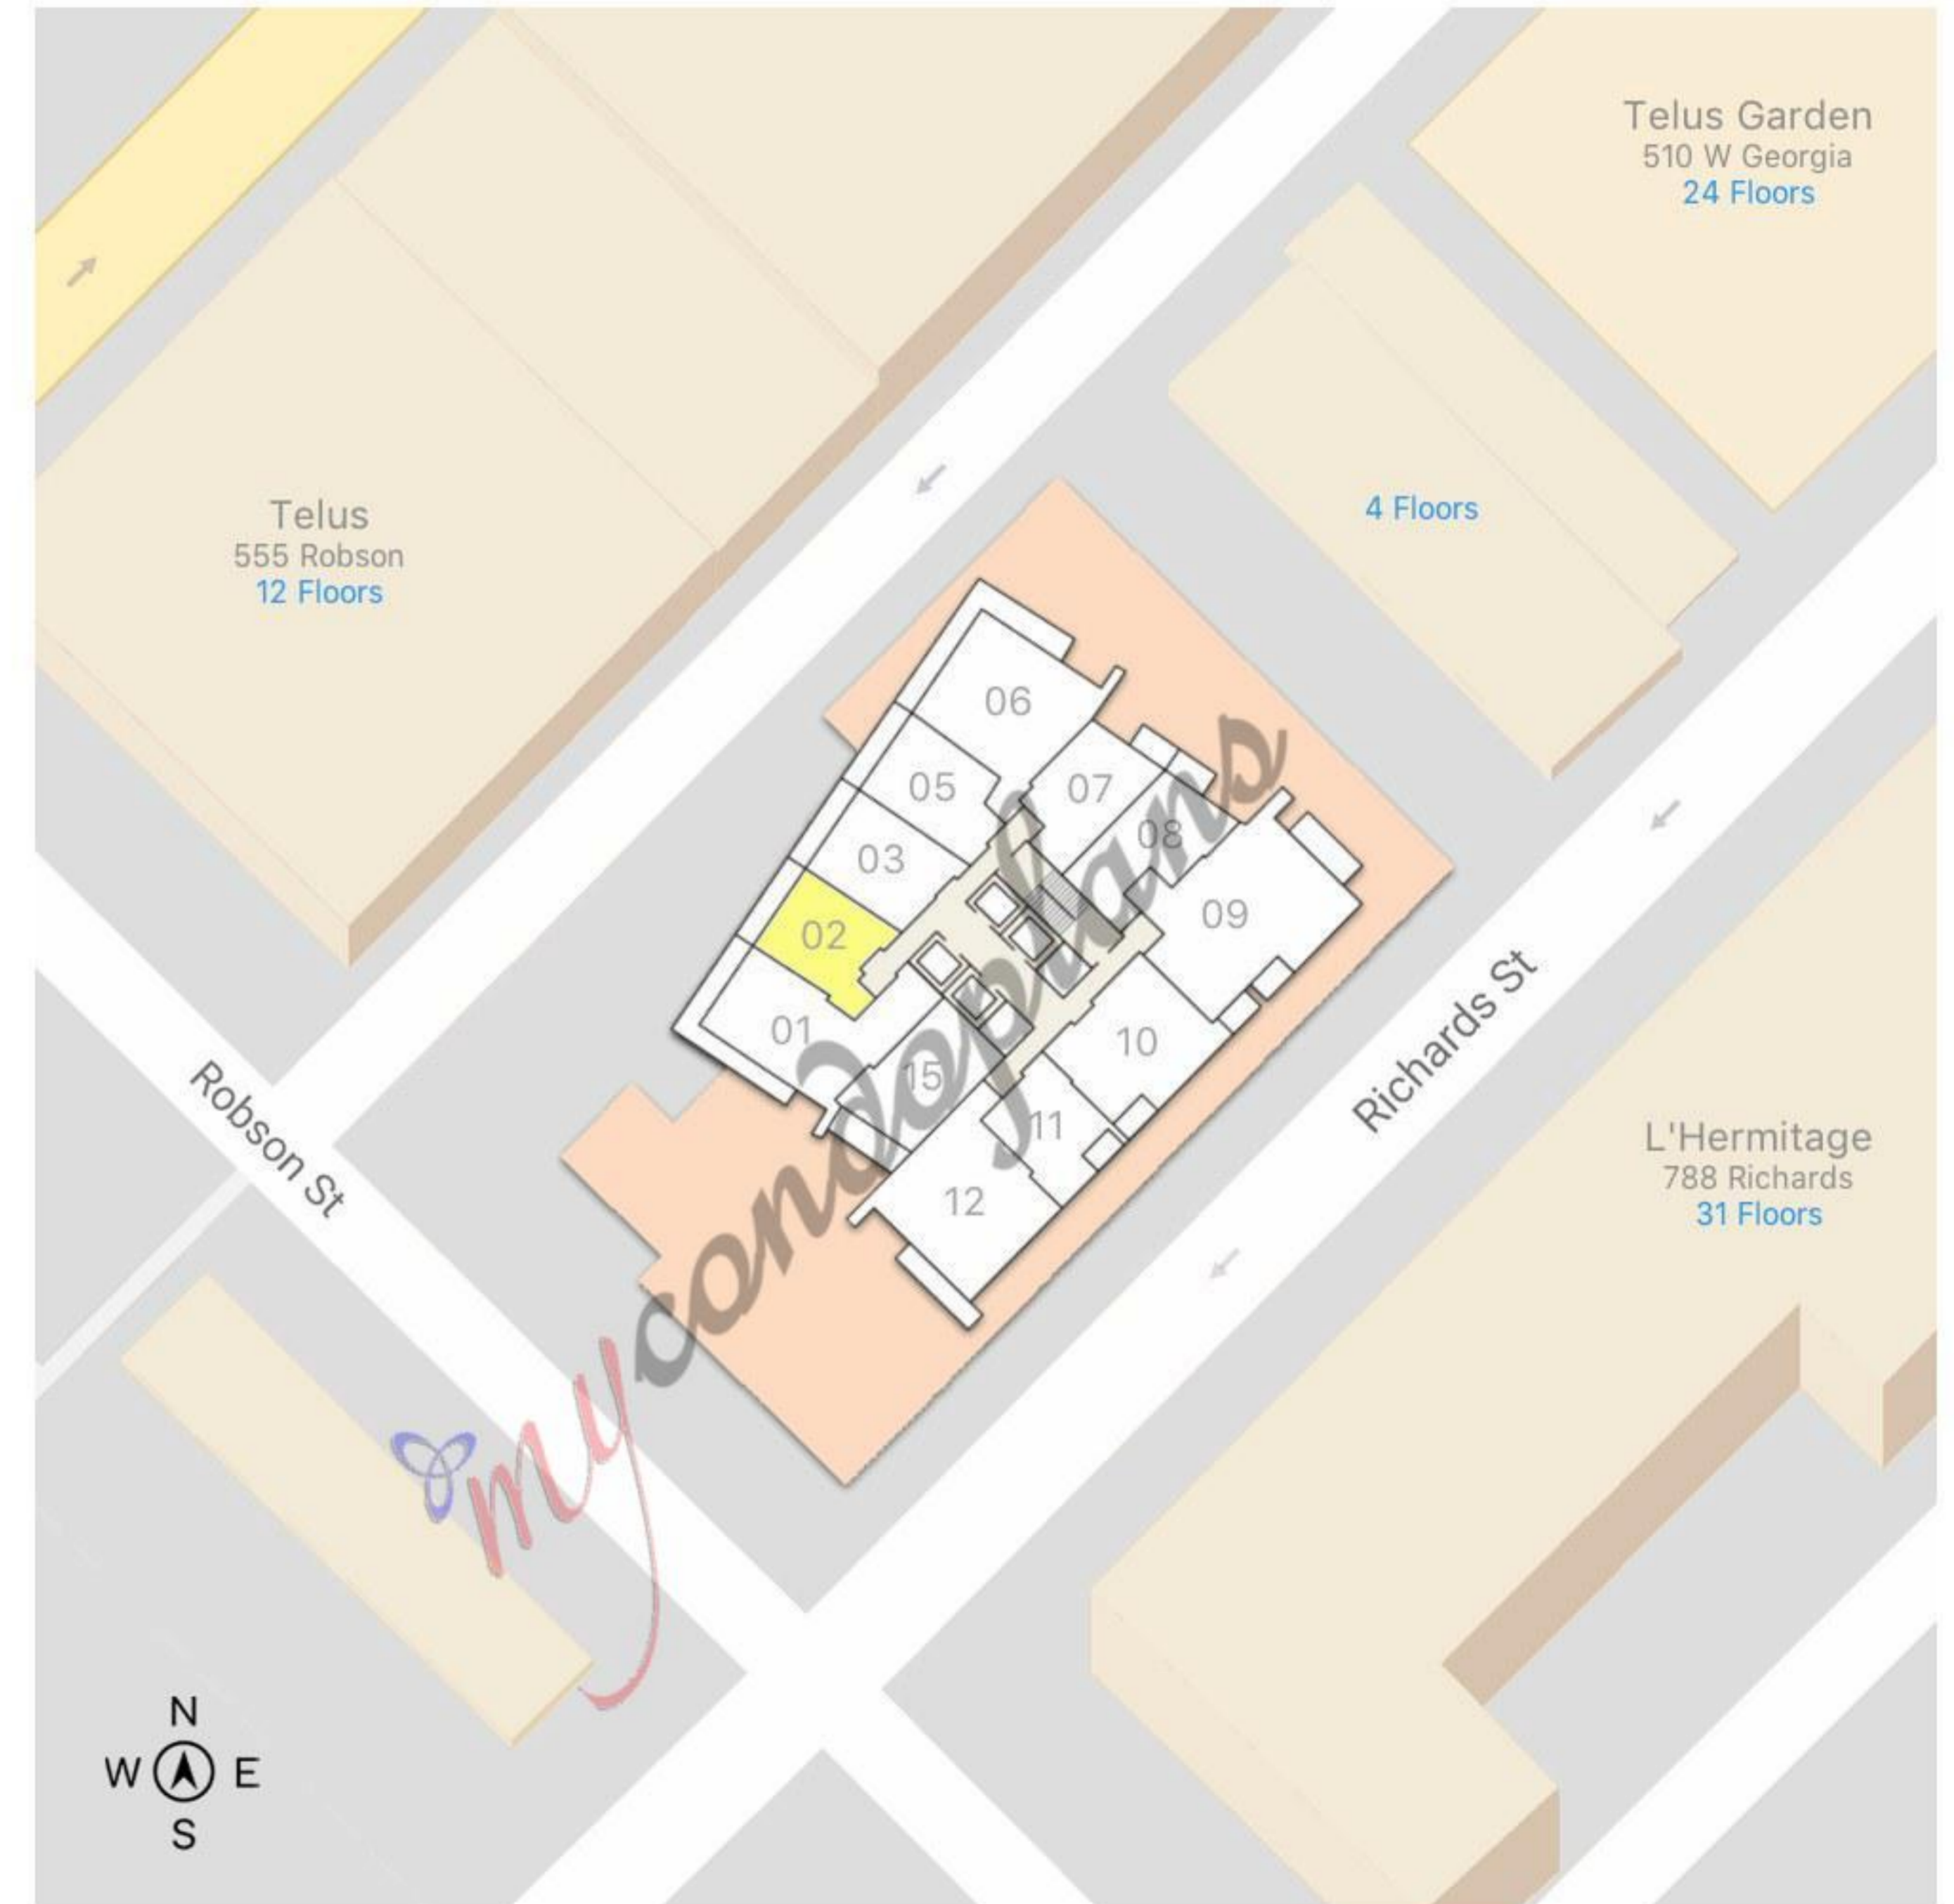 Telus Garden
510 W Georgia
24 Floors
Telus
555 Robson
12 Floors
4 Floors
06
05
07
03
08
02
09
01
10
15
11
12
Robson St
Richards St
L'Hermitage
788 Richards
31 Floors
mycondoplans
N
W E
S